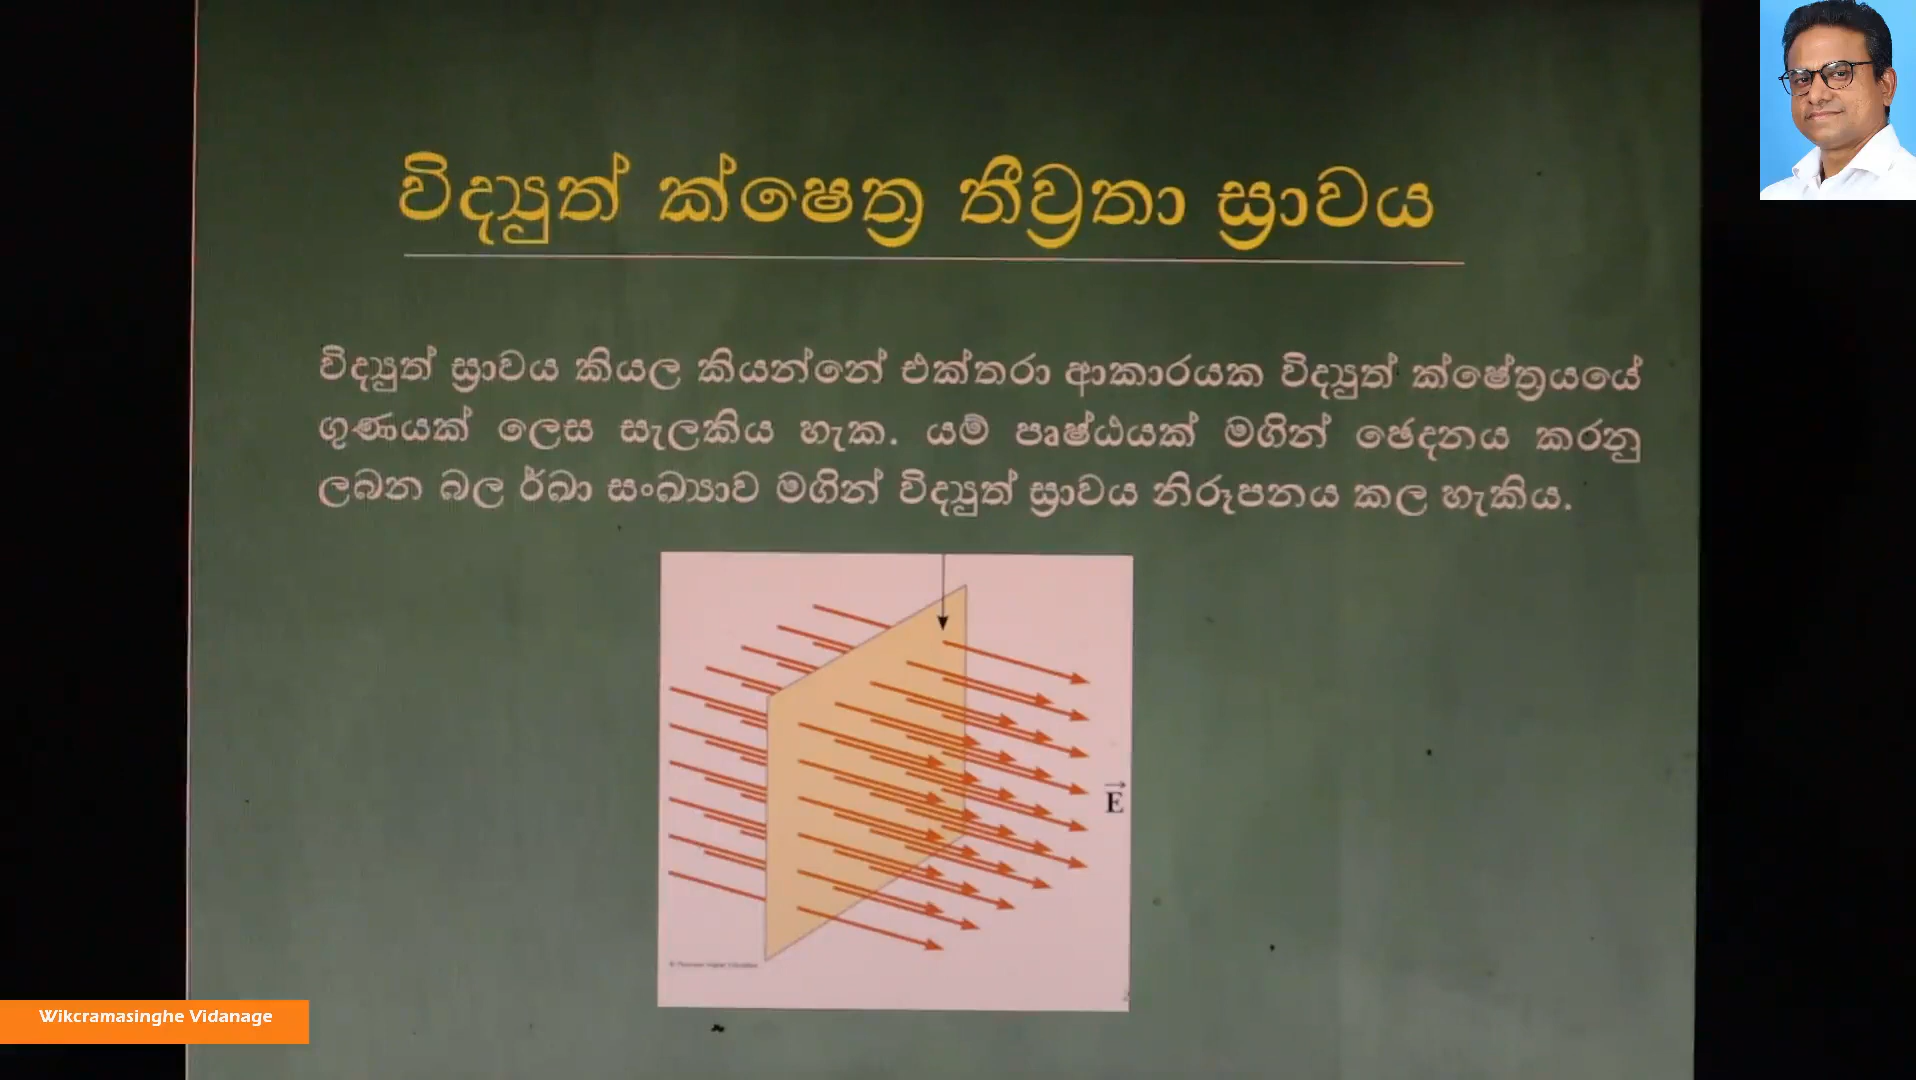 විද්‍යුත් ක්ෂෙත්‍ර තීව්‍රතා ස්‍රාවය
විද්‍යුත් ස්‍රාවය කියල කියන්නේ එක්තරා ආකාරයක විද්‍යුත් ක්ෂේත්‍රයයේ
ගුණයක් ලෙස සැලකිය හැක. යම් පෘෂ්ඨයක් මගින් ඡෙදනය කරනු
ලබන බල ර්ඛා සංඛ්‍යාව මගින් විද්‍යුත් ස්‍රාවය නිරූපනය කල හැකිය.
E
Wikcramasinghe Vidanage